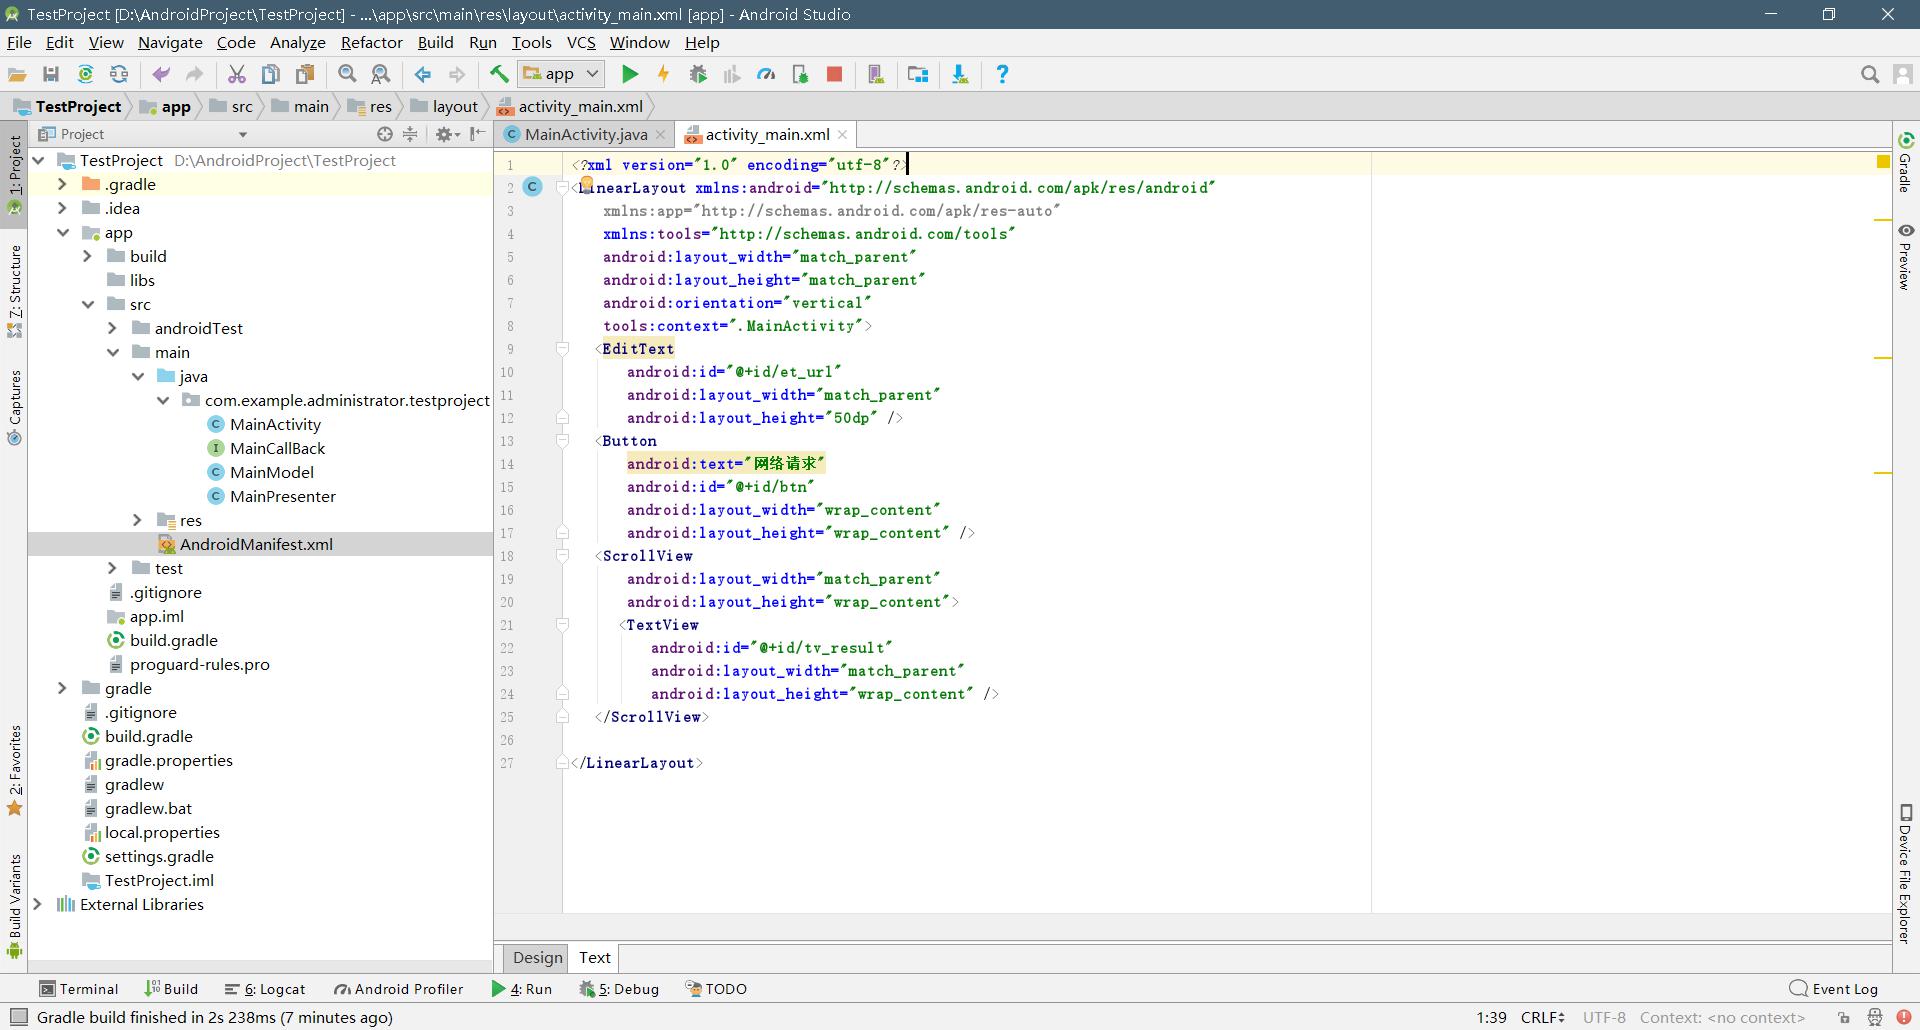 TestProject [D:\AndroidProject\TestProject] - ...\app\src\main\res\layout\activity_main.xml [app] - Android Studio
File Edit View Navigate Code Analyze Refactor Build Run Tools VCS Window Help
app
TestProject app src main res layout activity_main.xml
Project
MainActivity.java activity_main.xml
1: Project
7: Structure
Captures
2: Favorites
Build Variants
TestProject D:\AndroidProject\TestProject
.gradle
.idea
app
build
libs
src
androidTest
main
java
com.example.administrator.testproject
MainActivity
MainCallBack
MainModel
MainPresenter
res
AndroidManifest.xml
test
.gitignore
app.iml
build.gradle
proguard-rules.pro
gradle
.gitignore
build.gradle
gradle.properties
gradlew
gradlew.bat
local.properties
settings.gradle
TestProject.iml
External Libraries
1 <?xml version="1.0" encoding="utf-8"?>
2 <LinearLayout xmlns:android="http://schemas.android.com/apk/res/android"
3 xmlns:app="http://schemas.android.com/apk/res-auto"
4 xmlns:tools="http://schemas.android.com/tools"
5 android:layout_width="match_parent"
6 android:layout_height="match_parent"
7 android:orientation="vertical"
8 tools:context=".MainActivity">
9 <EditText
10 android:id="@+id/et_url"
11 android:layout_width="match_parent"
12 android:layout_height="50dp" />
13 <Button
14 android:text="网络请求"
15 android:id="@+id/btn"
16 android:layout_width="wrap_content"
17 android:layout_height="wrap_content" />
18 <ScrollView
19 android:layout_width="match_parent"
20 android:layout_height="wrap_content">
21 <TextView
22 android:id="@+id/tv_result"
23 android:layout_width="match_parent"
24 android:layout_height="wrap_content" />
25 </ScrollView>
26
27 </LinearLayout>
Gradle
Preview
Device File Explorer
Design Text
Terminal Build 6: Logcat Android Profiler 4: Run 5: Debug TODO Event Log
Gradle build finished in 2s 238ms (7 minutes ago) 1:39 CRLF UTF-8 Context: <no context>